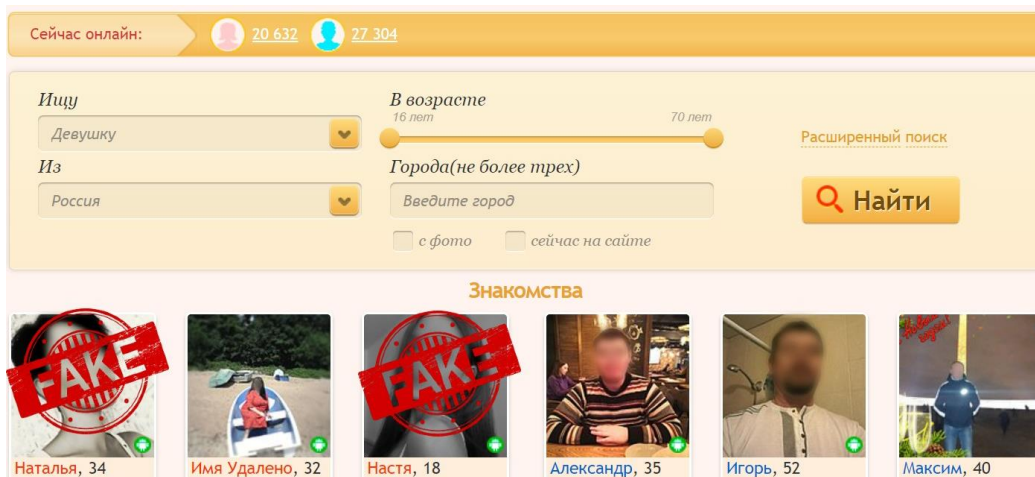 Сейчас онлайн: 20 632 27 304
Ищу
Девушку
Из
Россия
В возрасте
16 лет 70 лет
Города(не более трех)
Введите город
с фото сейчас на сайте
Расширенный поиск
Найти
Знакомства
FAKE
FAKE
Наталья, 34
Имя Удалено, 32
Настя, 18
Александр, 35
Игорь, 52
Максим, 40